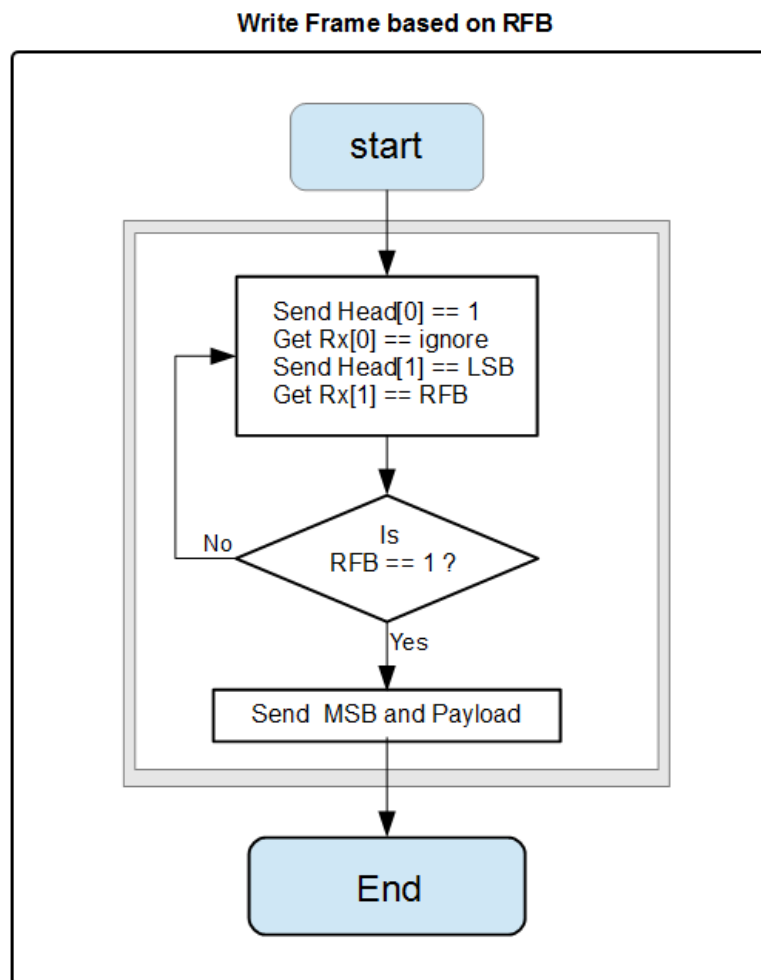 Write Frame based on RFB
start
Send Head[0] == 1
Get Rx[0] == ignore
Send Head[1] == LSB
Get Rx[1] == RFB
Is
RFB == 1 ?
No
Yes
Send MSB and Payload
End